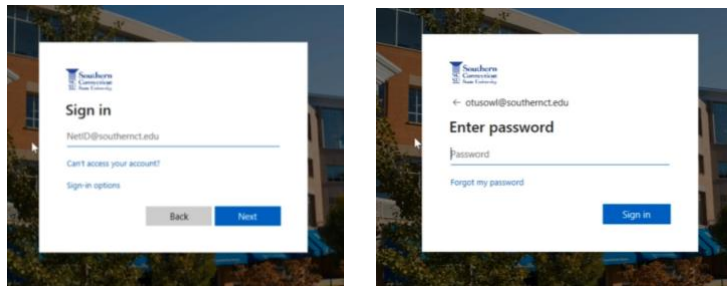 Southern
Connecticut
State University
Sign in
NetID@southernct.edu
Can't access your account?
Sign-in options
Back
Next
Southern
Connecticut
State University
← otusowl@southernct.edu
Enter password
Password
Forgot my password
Sign in